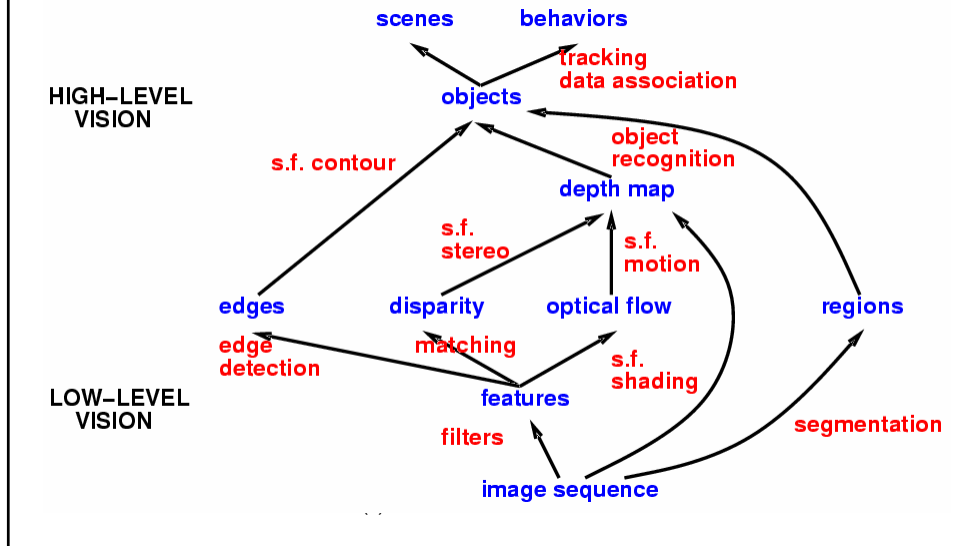 scenes behaviors
tracking
data association
HIGH–LEVEL
VISION
objects
object
recognition
s.f. contour
depth map
s.f.
stereo
s.f.
motion
edges disparity optical flow regions
edge
detection
matching
s.f.
shading
LOW–LEVEL
VISION
features
filters
segmentation
image sequence